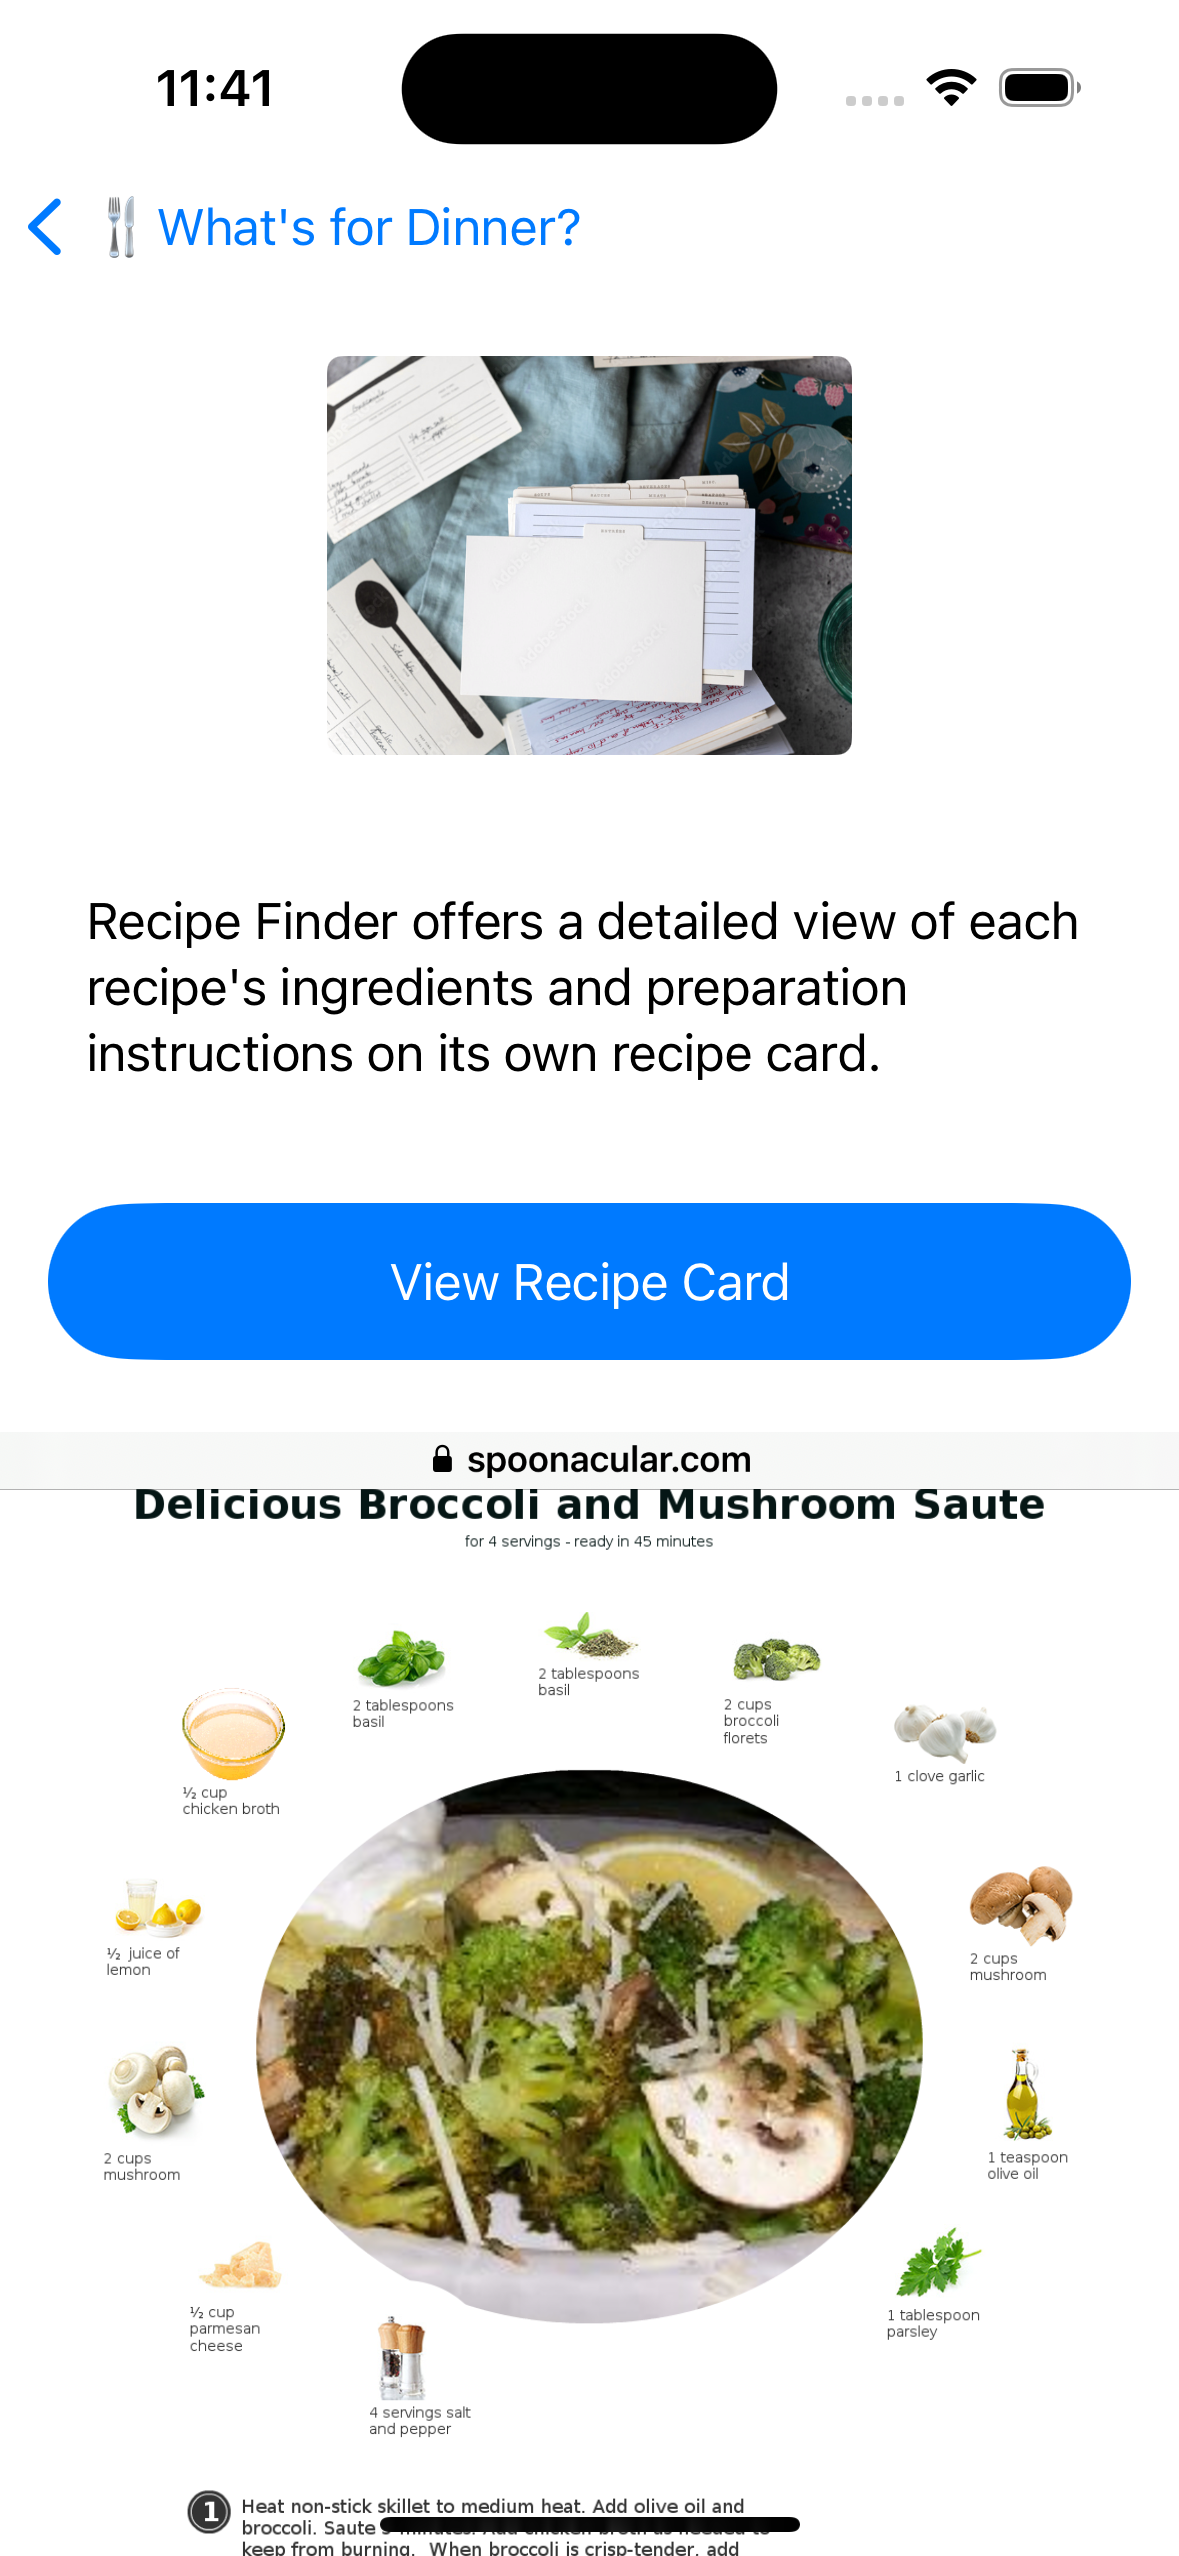 11:41
What's for Dinner?
Adobe Stock
Adobe Stock
Recipe Finder offers a detailed view of each
recipe's ingredients and preparation
instructions on its own recipe card.
View Recipe Card
spoonacular.com
Delicious Broccoli and Mushroom Saute
for 4 servings - ready in 45 minutes
2 tablespoons
basil
2 tablespoons
basil
2 cups
broccoli
florets
1 clove garlic
½ cup
chicken broth
½ juice of
lemon
2 cups
mushroom
2 cups
mushroom
1 teaspoon
olive oil
½ cup
parmesan
cheese
1 tablespoon
parsley
4 servings salt
and pepper
1 Heat non-stick skillet to medium heat. Add olive oil and
broccoli. Saute
keep from burning. When broccoli is crisp-tender, add